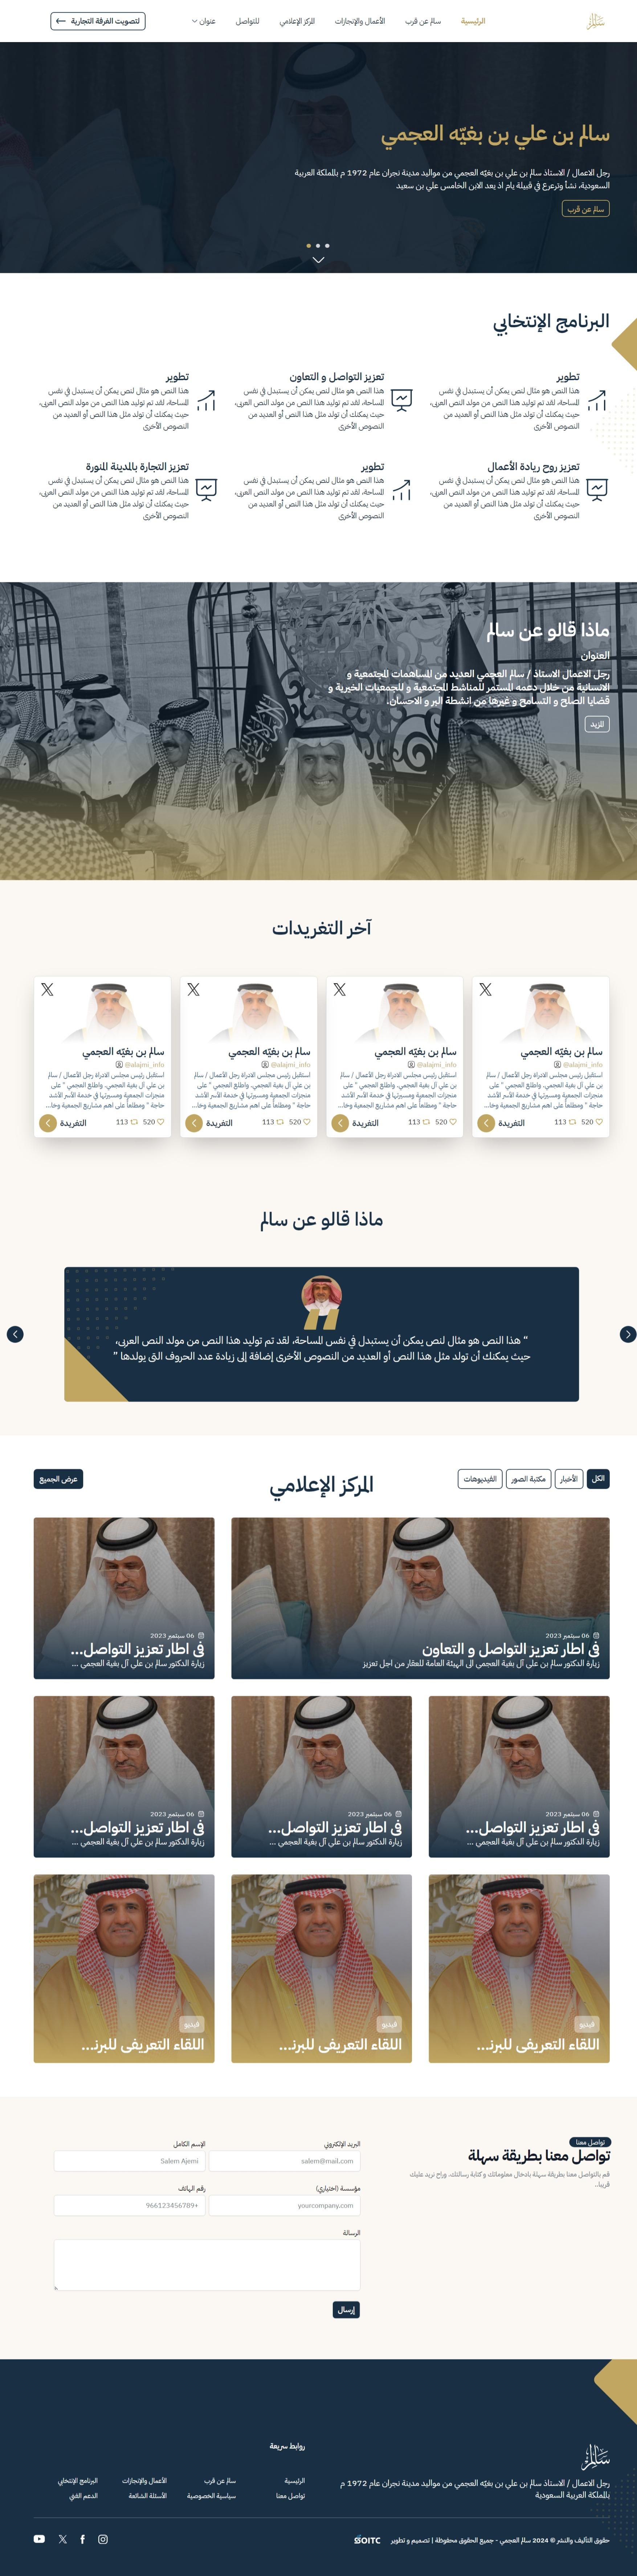 سالم
الرئيسية
سالم عن قرب
الأعمال والإنجازات
المركز الإعلامي
للتواصل
عنوان
لتصويت الغرفة التجارية
سالم بن علي بن بغيّه العجمي
رجل الاعمال / الاستاذ سالم بن علي بن بغيّه العجمي من مواليد مدينة نجران عام 1972 م بالملكة العربية
السعودية، نشأ وترعرع في قبيلة يام اذ يعد الابن الخامس علي بن سعيد
سالم عن قرب
البرنامج الإنتخابي
تطوير
هذا النص هو مثال لنص يمكن أن يستبدل في نفس
المساحة، لقد تم توليد هذا النص من مولد النص العربى،
حيث يمكنك أن تولد مثل هذا النص أو العديد من
النصوص الأخرى
تعزيز التواصل و التعاون
هذا النص هو مثال لنص يمكن أن يستبدل في نفس
المساحة، لقد تم توليد هذا النص من مولد النص العربى،
حيث يمكنك أن تولد مثل هذا النص أو العديد من
النصوص الأخرى
تطوير
هذا النص هو مثال لنص يمكن أن يستبدل في نفس
المساحة، لقد تم توليد هذا النص من مولد النص العربى،
حيث يمكنك أن تولد مثل هذا النص أو العديد من
النصوص الأخرى
تعزيز روح ريادة الأعمال
هذا النص هو مثال لنص يمكن أن يستبدل في نفس
المساحة، لقد تم توليد هذا النص من مولد النص العربى،
حيث يمكنك أن تولد مثل هذا النص أو العديد من
النصوص الأخرى
تطوير
هذا النص هو مثال لنص يمكن أن يستبدل في نفس
المساحة، لقد تم توليد هذا النص من مولد النص العربى،
حيث يمكنك أن تولد مثل هذا النص أو العديد من
النصوص الأخرى
تعزيز التجارة بالمدينة المنورة
هذا النص هو مثال لنص يمكن أن يستبدل في نفس
المساحة، لقد تم توليد هذا النص من مولد النص العربى،
حيث يمكنك أن تولد مثل هذا النص أو العديد من
النصوص الأخرى
ماذا قالو عن سالم
العنوان
رجل الاعمال الاستاذ / سالم العجمي العديد من المساهمات المجتمعية و
الانسانية من خلال دعمه المستمر للمناشط المجتمعية و للجمعيات الخيرية و
قضايا الصلح و التسامح و غيرها من انشطة البر و الاحسان.
المزيد
آخر التغريدات
سالم بن بغيّه العجمي
@alajmi_info
استقبل رئيس مجلس الادراة رجل الأعمال / سالم
بن علي آل بغية العجمي، واطلع العجمي " على
منجزات الجمعية ومسيرتها في خدمة الأسر الأشد
حاجة " ومطلعاً على اهم مشاريع الجمعية وخا...
520
113
التغريدة
سالم بن بغيّه العجمي
@alajmi_info
استقبل رئيس مجلس الادراة رجل الأعمال / سالم
بن علي آل بغية العجمي، واطلع العجمي " على
منجزات الجمعية ومسيرتها في خدمة الأسر الأشد
حاجة " ومطلعاً على اهم مشاريع الجمعية وخا...
520
113
التغريدة
سالم بن بغيّه العجمي
@alajmi_info
استقبل رئيس مجلس الادراة رجل الأعمال / سالم
بن علي آل بغية العجمي، واطلع العجمي " على
منجزات الجمعية ومسيرتها في خدمة الأسر الأشد
حاجة " ومطلعاً على اهم مشاريع الجمعية وخا...
520
113
التغريدة
سالم بن بغيّه العجمي
@alajmi_info
استقبل رئيس مجلس الادراة رجل الأعمال / سالم
بن علي آل بغية العجمي، واطلع العجمي " على
منجزات الجمعية ومسيرتها في خدمة الأسر الأشد
حاجة " ومطلعاً على اهم مشاريع الجمعية وخا...
520
113
التغريدة
ماذا قالو عن سالم
“ هذا النص هو مثال لنص يمكن أن يستبدل في نفس المساحة، لقد تم توليد هذا النص من مولد النص العربى،
حيث يمكنك أن تولد مثل هذا النص أو العديد من النصوص الأخرى إضافة إلى زيادة عدد الحروف التى يولدها ”
الكل
الأخبار
مكتبة الصور
الفيديوهات
المركز الإعلامي
عرض الجميع
06 سبتمبر 2023
في اطار تعزيز التواصل و التعاون
زيارة الدكتور سالم بن علي آل بغية العجمي الى الهيئة العامة للعقار من اجل تعزيز
06 سبتمبر 2023
في اطار تعزيز التواصل...
زيارة الدكتور سالم بن علي آل بغية العجمي ...
06 سبتمبر 2023
في اطار تعزيز التواصل...
زيارة الدكتور سالم بن علي آل بغية العجمي ...
06 سبتمبر 2023
في اطار تعزيز التواصل...
زيارة الدكتور سالم بن علي آل بغية العجمي ...
06 سبتمبر 2023
في اطار تعزيز التواصل...
زيارة الدكتور سالم بن علي آل بغية العجمي ...
فيديو
اللقاء التعريفي للبرنـ...
فيديو
اللقاء التعريفي للبرنـ...
فيديو
اللقاء التعريفي للبرنـ...
تواصل معنا
تواصل معنا بطريقة سهلة
قم بالتواصل معنا بطريقة سهلة بادخال معلوماتك و كتابة رسالتك. وراح نريد عليك
قريبا..
البريد الإلكتروني
salem@mail.com
الإسم الكامل
Salem Ajemi
مؤسسة (اختياري)
yourcompany.com
رقم الهاتف
+966123456789
الرسالة
إرسال
سالم
رجل الاعمال / الاستاذ سالم بن علي بن بغيّه العجمي من مواليد مدينة نجران عام 1972 م
بالملكة العربية السعودية
روابط سريعة
الرئيسية
سالم عن قرب
الأعمال والإنجازات
البرنامج الإنتخابي
تواصل معنا
سياسية الخصوصية
الأسئلة الشائعة
الدعم الفني
حقوق التأليف والنشر © 2024 سالم العجمي - جميع الحقوق محفوظة | تصميم و تطوير
SOITC